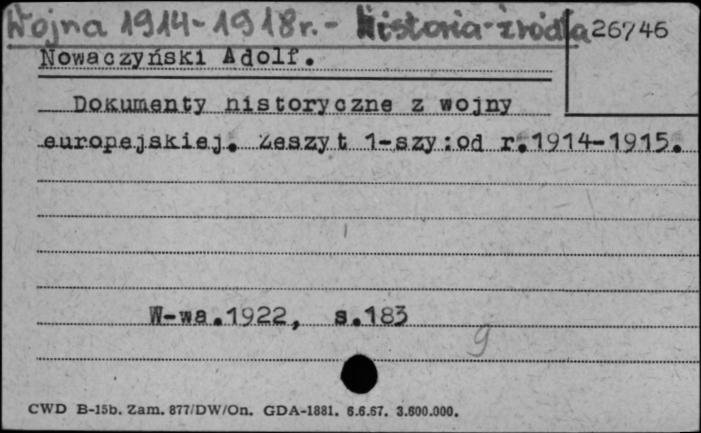 Wojna 1914-1918r.- Historia-źródła
26746
Nowaczyński Adolf.
Dokumenty historyczne z wojny
europejskiej. Zeszyt 1-szy:od r.1914-1915.
W-wa.1922, s.183
g
CWD B-15b. Zam. 877/DW/On. GDA-1881. 6.6.67. 3.600.000.